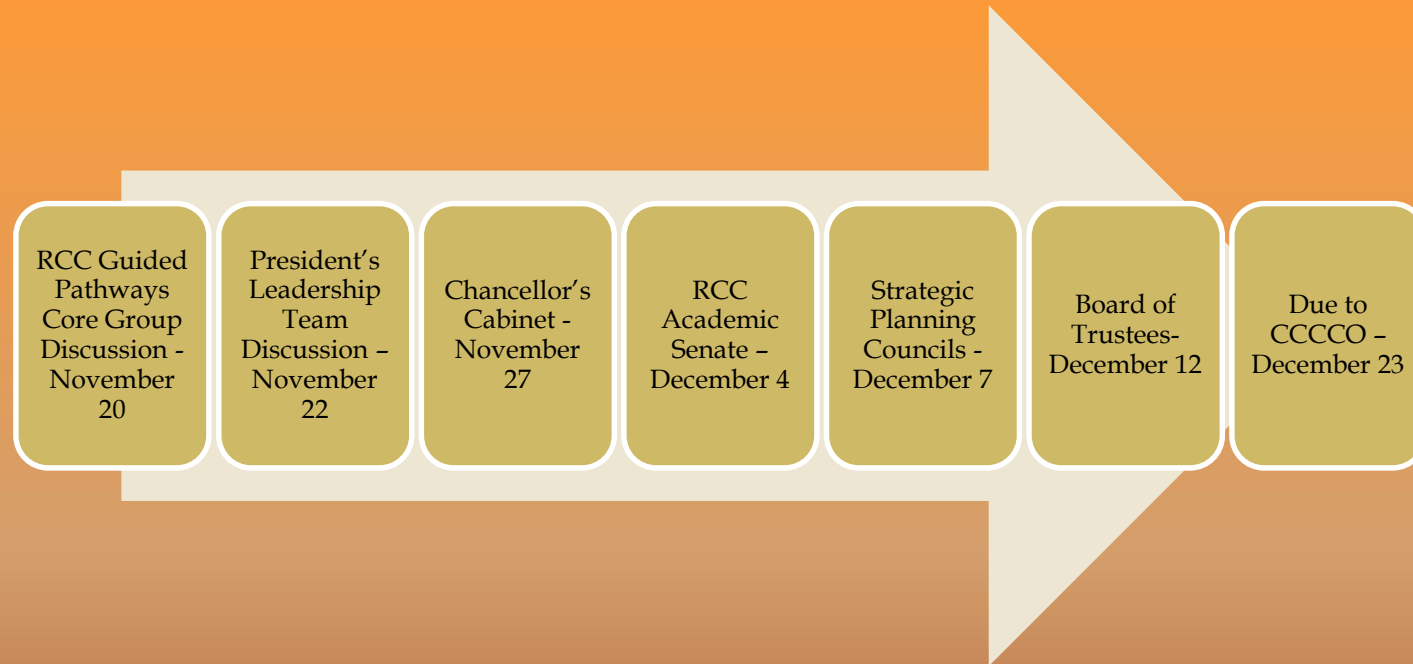 RCC Guided
Pathways
Core Group
Discussion -
November
20
President’s
Leadership
Team
Discussion –
November
22
Chancellor’s
Cabinet -
November
27
RCC
Academic
Senate –
December 4
Strategic
Planning
Councils -
December 7
Board of
Trustees-
December 12
Due to
CCCCO –
December 23